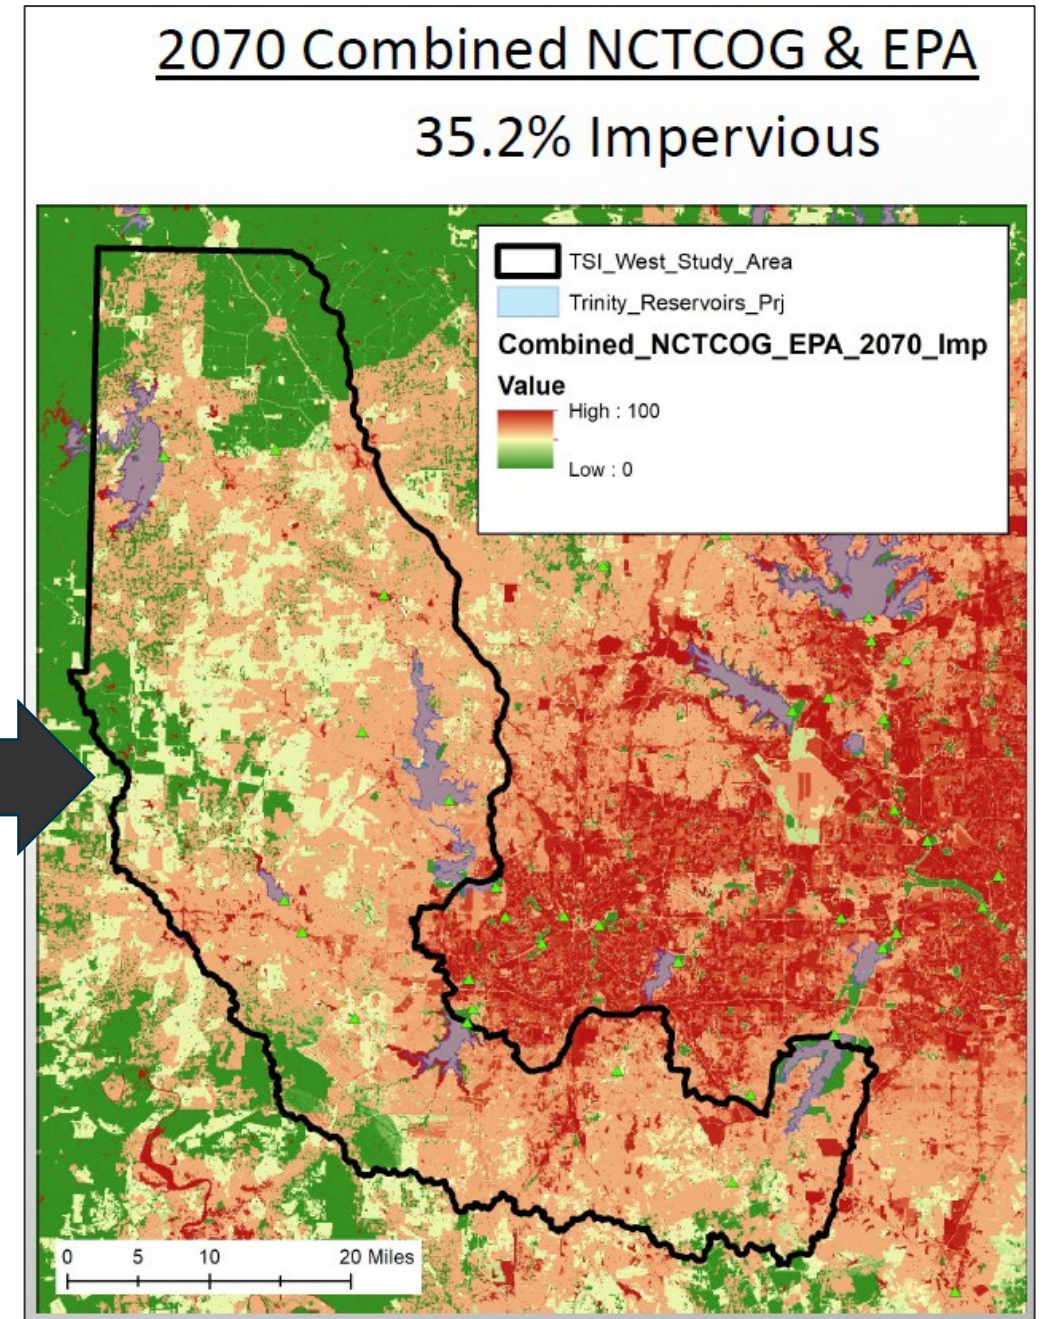 2070 Combined NCTCOG & EPA
35.2% Impervious
TSI_West_Study_Area
Trinity_Reservoirs_Prj
Combined_NCTCOG_EPA_2070_Imp
Value
High : 100
Low : 0
0 5 10 20 Miles